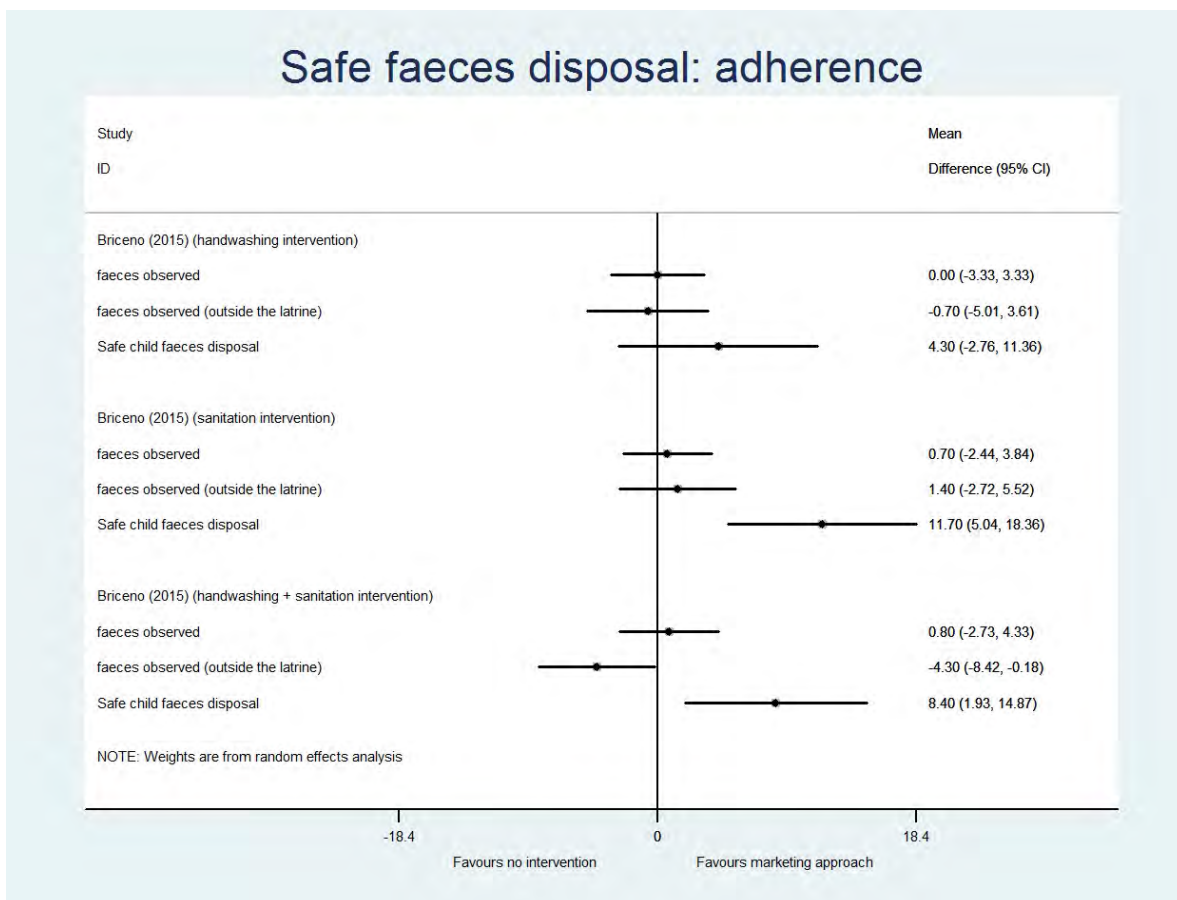 Safe faeces disposal: adherence
Study Mean
ID Difference (95% CI)
Briceno (2015) (handwashing intervention)
faeces observed 0.00 (-3.33, 3.33)
faeces observed (outside the latrine) -0.70 (-5.01, 3.61)
Safe child faeces disposal 4.30 (-2.76, 11.36)
Briceno (2015) (sanitation intervention)
faeces observed 0.70 (-2.44, 3.84)
faeces observed (outside the latrine) 1.40 (-2.72, 5.52)
Safe child faeces disposal 11.70 (5.04, 18.36)
Briceno (2015) (handwashing + sanitation intervention)
faeces observed 0.80 (-2.73, 4.33)
faeces observed (outside the latrine) -4.30 (-8.42, -0.18)
Safe child faeces disposal 8.40 (1.93, 14.87)
NOTE: Weights are from random effects analysis
-18.4 0 18.4
Favours no intervention Favours marketing approach